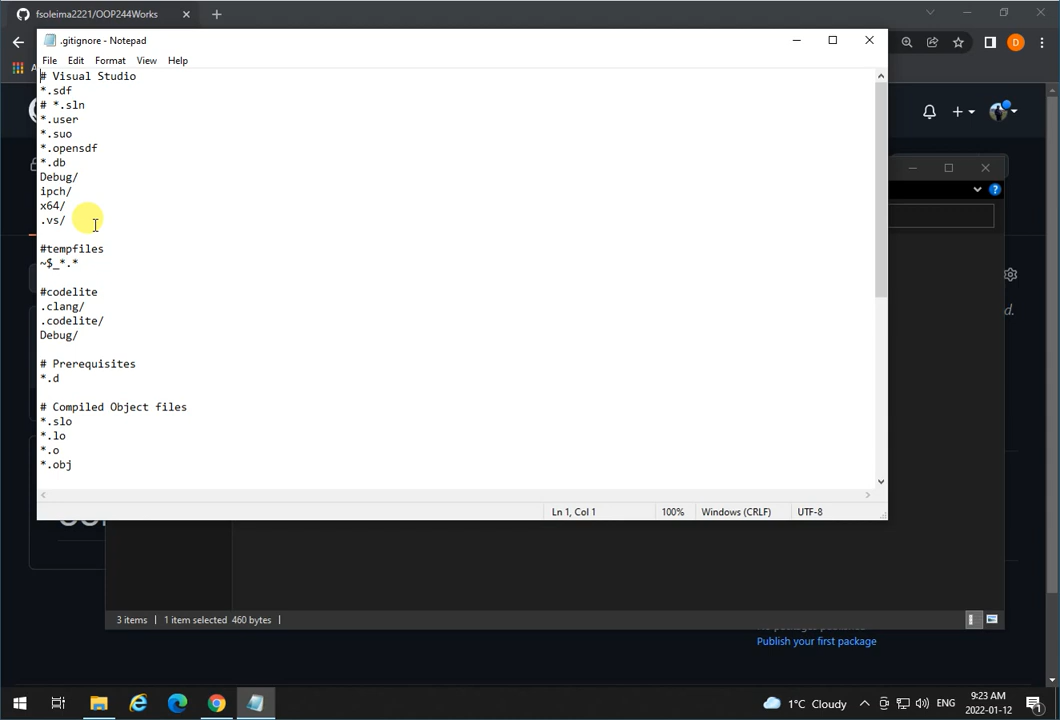 fsoleima2221/OOP244Works
.gitignore - Notepad
File Edit Format View Help
# Visual Studio
*.sdf
# *.sln
*.user
*.suo
*.opensdf
*.db
Debug/
ipch/
x64/
.vs/
#tempfiles
~$_*.*
#codelite
.clang/
.codelite/
Debug/
# Prerequisites
*.d
# Compiled Object files
*.slo
*.lo
*.o
*.obj
Ln 1, Col 1 100% Windows (CRLF) UTF-8
d.
3 items 1 item selected 460 bytes
Publish your first package
1°C Cloudy ENG 9:23 AM
2022-01-12
D